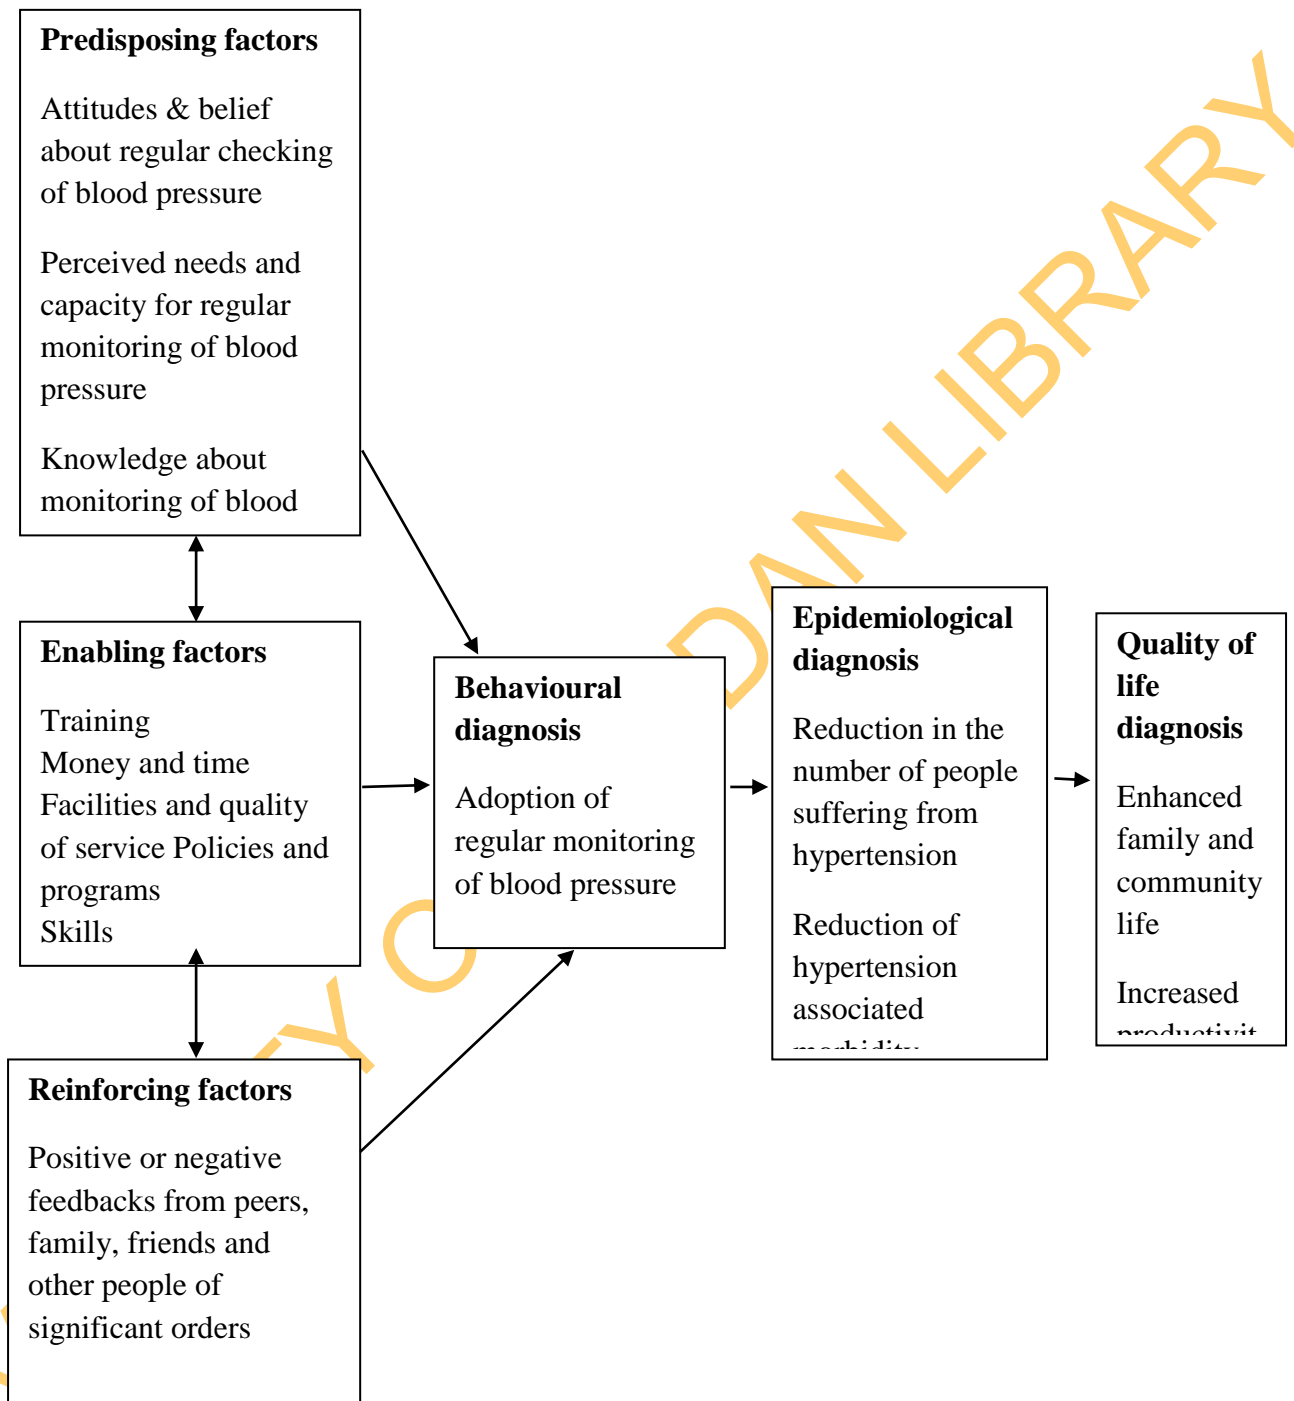 Predisposing factors
Attitudes & belief
about regular checking
of blood pressure
Perceived needs and
capacity for regular
monitoring of blood
pressure
Knowledge about
monitoring of blood
Enabling factors
Training
Money and time
Facilities and quality
of service Policies and
programs
Skills
Reinforcing factors
Positive or negative
feedbacks from peers,
family, friends and
other people of
significant orders
Behavioural
diagnosis
Adoption of
regular monitoring
of blood pressure
Epidemiological
diagnosis
Reduction in the
number of people
suffering from
hypertension
Reduction of
hypertension
associated
morbidity
Quality of
life
diagnosis
Enhanced
family and
community
life
Increased
productivit
DAN LIBRARY